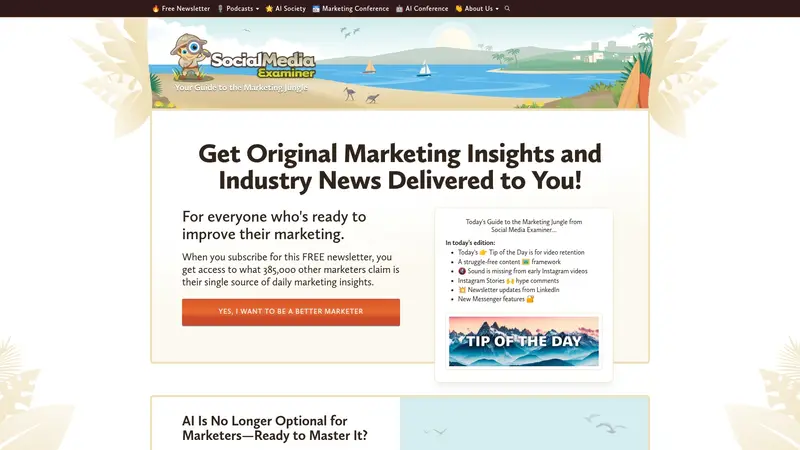 🔥 Free Newsletter 🎙 Podcasts ⭐ AI Society 📅 Marketing Conference 🤖 AI Conference 👋 About Us
SocialMedia
Examiner
Your Guide to the Marketing Jungle
Get Original Marketing Insights and
Industry News Delivered to You!
For everyone who's ready to
improve their marketing.
When you subscribe for this FREE newsletter, you
get access to what 385,000 other marketers claim is
their single source of daily marketing insights.
YES, I WANT TO BE A BETTER MARKETER
Today's Guide to the Marketing Jungle from
Social Media Examiner...
In today's edition:
• Today's 👉 Tip of the Day is for video retention
• A struggle-free content 🖼 framework
• 🔇 Sound is missing from early Instagram videos
• Instagram Stories 🙌 hype comments
• 💥 Newsletter updates from LinkedIn
• New Messenger features 🔐
TIP OF THE DAY
AI Is No Longer Optional for
Marketers—Ready to Master It?